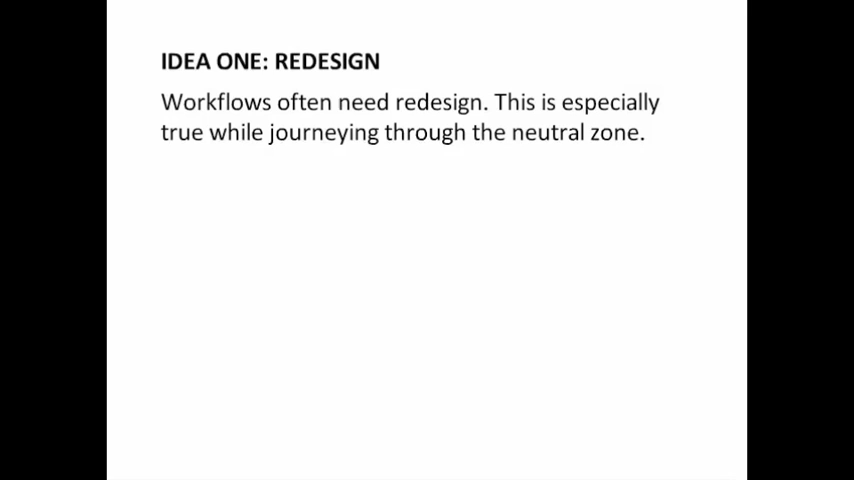 IDEA ONE: REDESIGN
Workflows often need redesign. This is especially
true while journeying through the neutral zone.